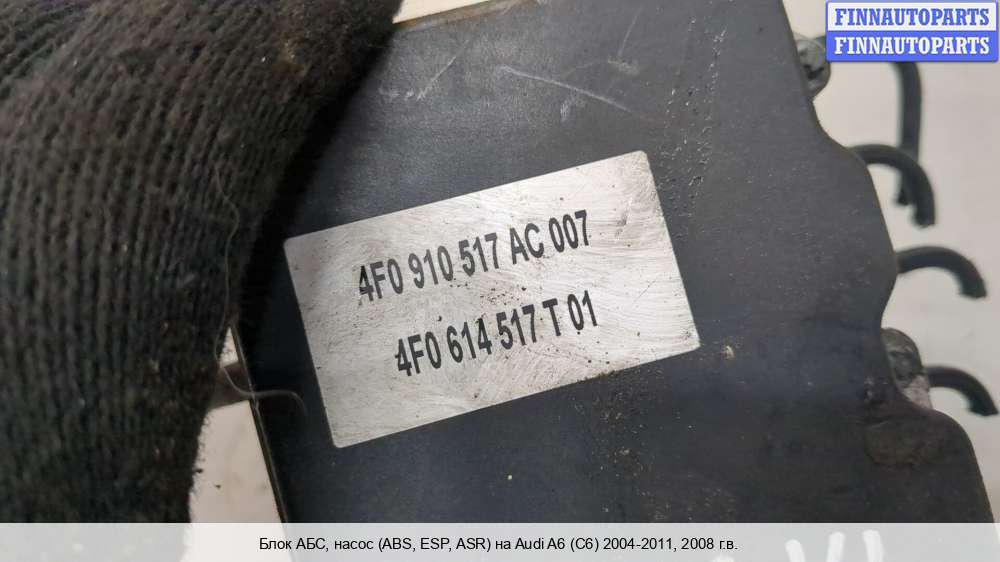 FINNAUTOPARTS
FINNAUTOPARTS
4F0 910 517 AC 007
4F0 614 517 T 01
Блок АБС, насос (ABS, ESP, ASR) на Audi A6 (C6) 2004-2011, 2008 г.в.